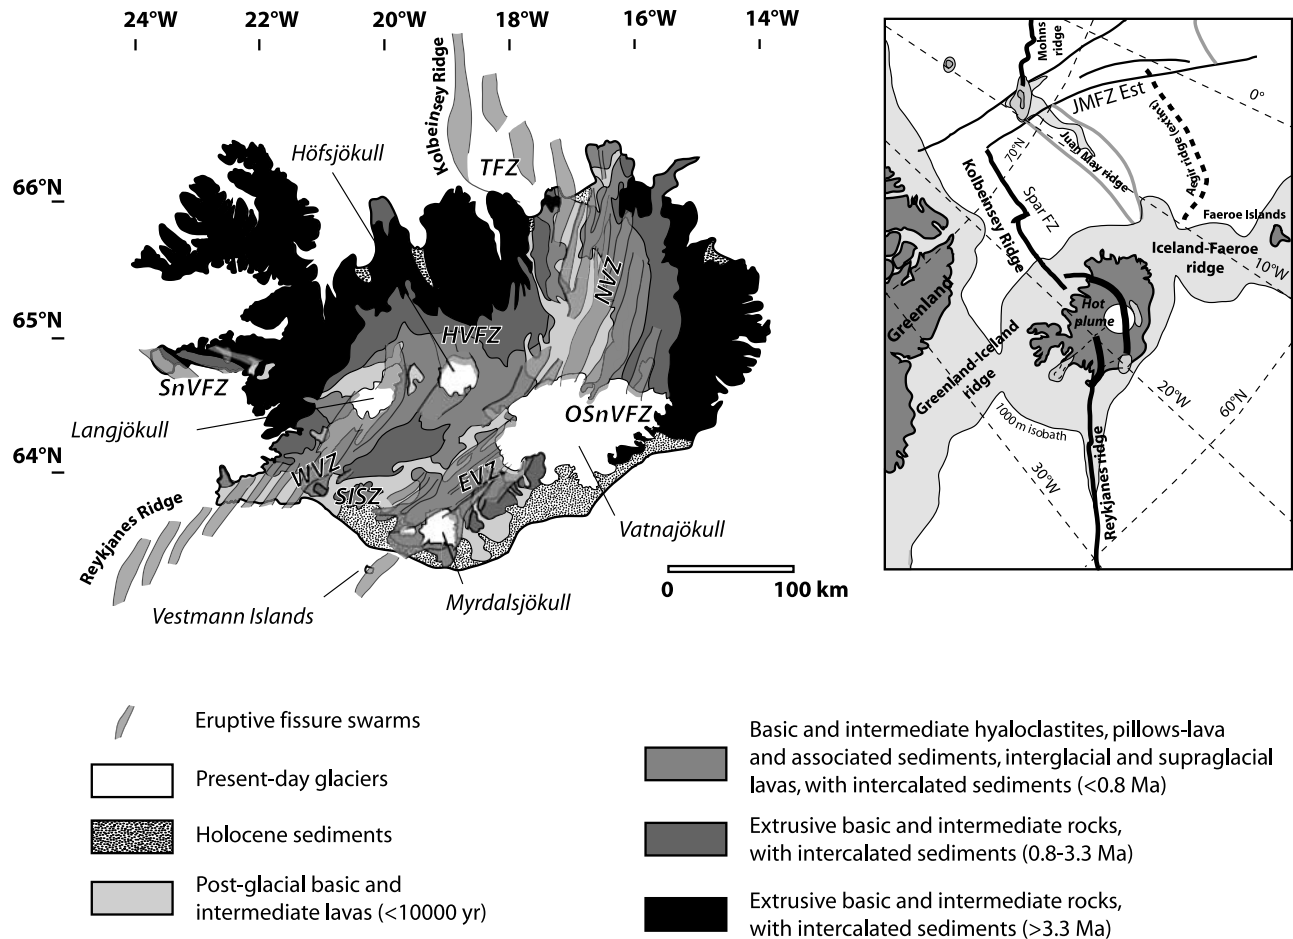 24°W 22°W 20°W 18°W 16°W 14°W
66°N
65°N
64°N
Kolbeinsey Ridge
TFZ
Höfsjökull
NVZ
HVFZ
SnVFZ
OSnVFZ
Langjökull
WVZ
SISZ
EVZ
Reykjanes Ridge
Vatnajökull
Vestmann Islands
Myrdalsjökull
0 100 km
Mohns
ridge
JMFZ Est
0°
70°N
Juan May ridge
Aegir ridge (extint)
Kolbeinsey Ridge
Spar FZ
Faeroe Islands
Iceland-Faeroe
ridge
10°W
Greenland
Hot
plume
Greenland-Iceland
ridge
1000 m isobath
20°W
60°N
30°W
Reykjanes ridge
Eruptive fissure swarms
Present-day glaciers
Holocene sediments
Post-glacial basic and
intermediate lavas (<10000 yr)
Basic and intermediate hyaloclastites, pillows-lava
and associated sediments, interglacial and supraglacial
lavas, with intercalated sediments (<0.8 Ma)
Extrusive basic and intermediate rocks,
with intercalated sediments (0.8-3.3 Ma)
Extrusive basic and intermediate rocks,
with intercalated sediments (>3.3 Ma)